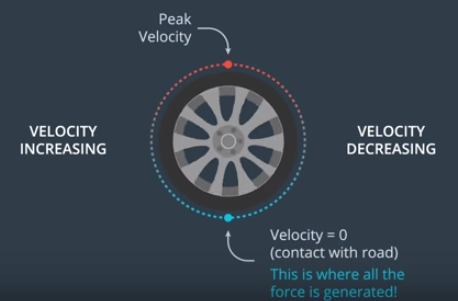 Peak
Velocity
VELOCITY
INCREASING
VELOCITY
DECREASING
Velocity = 0
(contact with road)
This is where all the
force is generated!